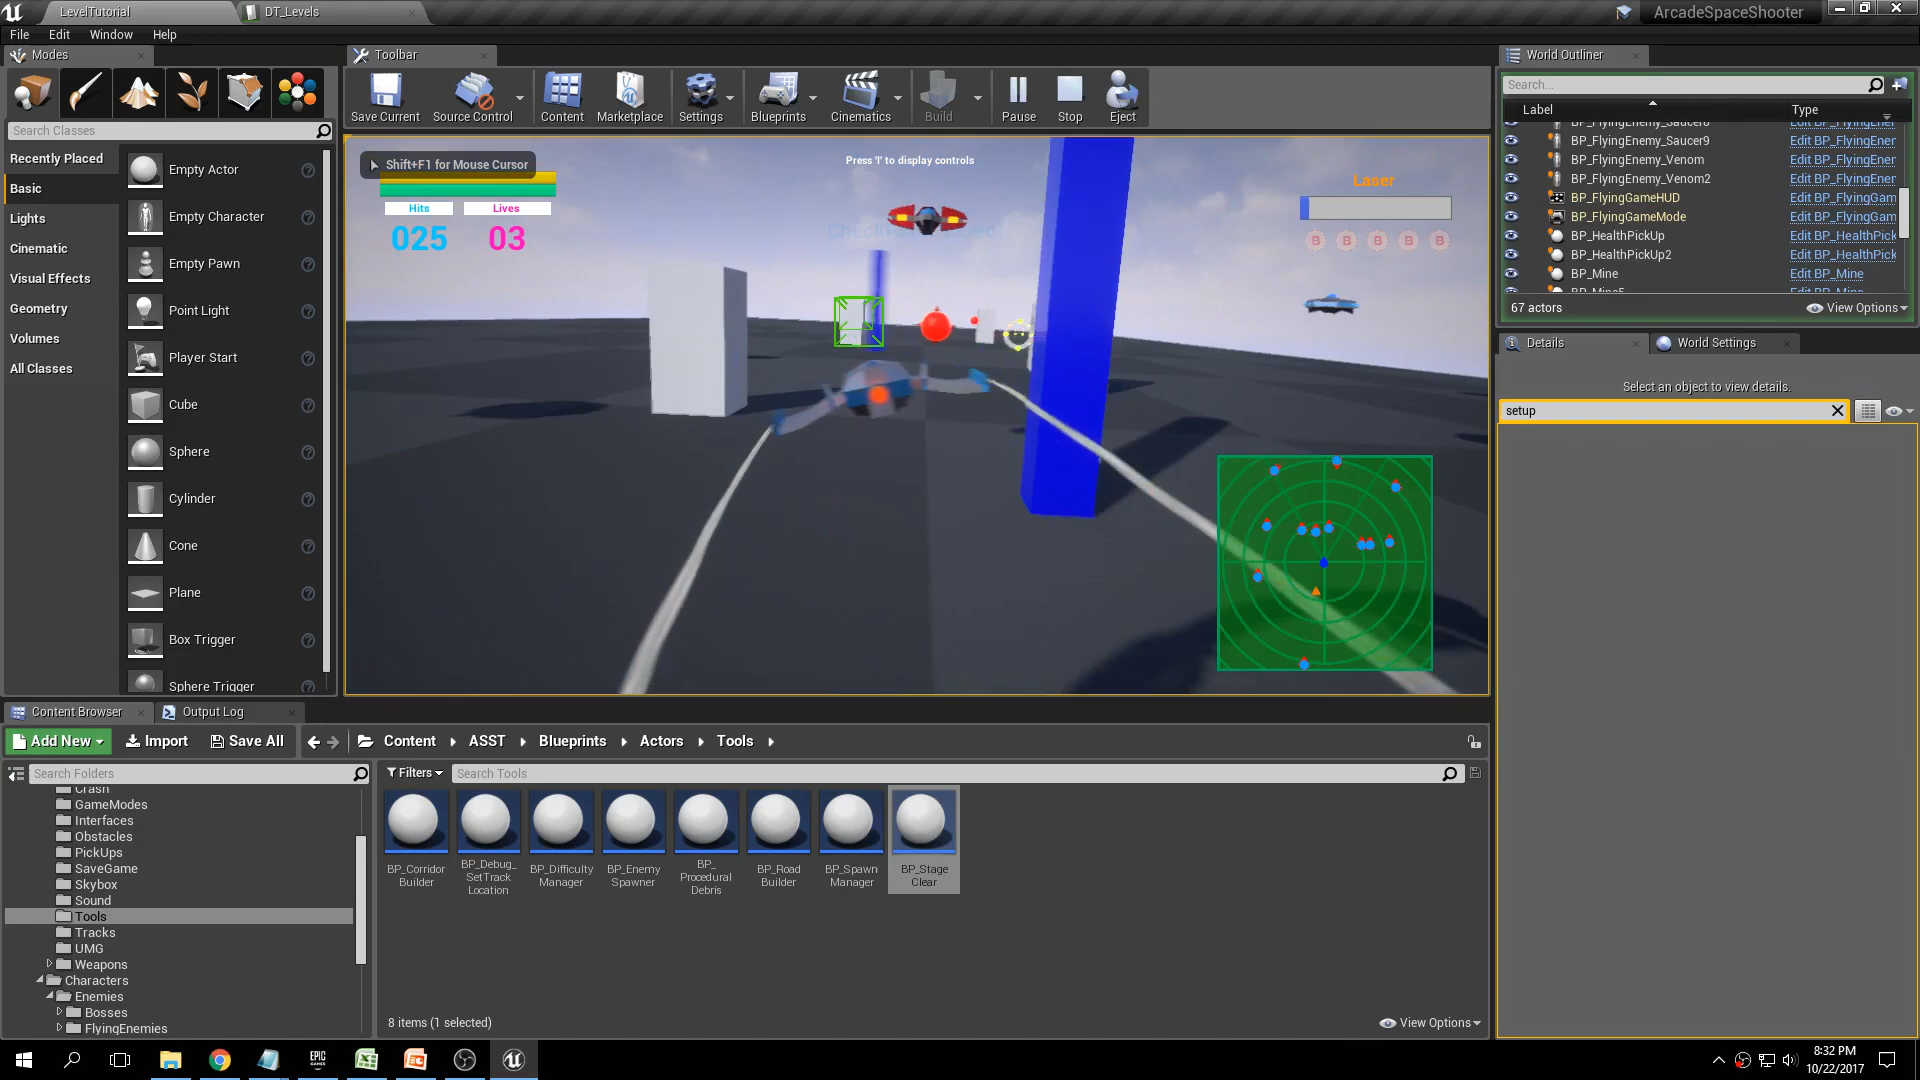 LevelTutorial
DT_Levels
ArcadeSpaceShooter
File Edit Window Help
Modes
Toolbar
World Outliner
Save Current
Source Control
Content
Marketplace
Settings
Blueprints
Cinematics
Build
Pause
Stop
Eject
Search Classes
Recently Placed
Basic
Lights
Cinematic
Visual Effects
Geometry
Volumes
All Classes
Empty Actor
Empty Character
Empty Pawn
Point Light
Player Start
Cube
Sphere
Cylinder
Cone
Plane
Box Trigger
Sphere Trigger
Shift+F1 for Mouse Cursor
Press 'I' to display controls
Hits
Lives
025
03
Laser
B B B B B
Search...
Label
Type
BP_FlyingEnemy_Saucer9 Edit BP_FlyingEner
BP_FlyingEnemy_Venom Edit BP_FlyingEner
BP_FlyingEnemy_Venom2 Edit BP_FlyingEner
BP_FlyingGameHUD Edit BP_FlyingGam
BP_FlyingGameMode Edit BP_FlyingGam
BP_HealthPickUp Edit BP_HealthPick
BP_HealthPickUp2 Edit BP_HealthPick
BP_Mine Edit BP_Mine
67 actors
View Options
Details
World Settings
Select an object to view details.
setup
Content Browser
Output Log
Add New
Import
Save All
Content
ASST
Blueprints
Actors
Tools
Search Folders
Filters
Search Tools
Crash
GameModes
Interfaces
Obstacles
PickUps
SaveGame
Skybox
Sound
Tools
Tracks
UMG
Weapons
Characters
Enemies
Bosses
FlyingEnemies
BP_Corridor
Builder
BP_Debug_
SetTrack
Location
BP_Difficulty
Manager
BP_Enemy
Spawner
BP_
Procedural
Debris
BP_Road
Builder
BP_Spawn
Manager
BP_Stage
Clear
8 items (1 selected)
View Options
EPIC
GAMES
8:32 PM
10/22/2017